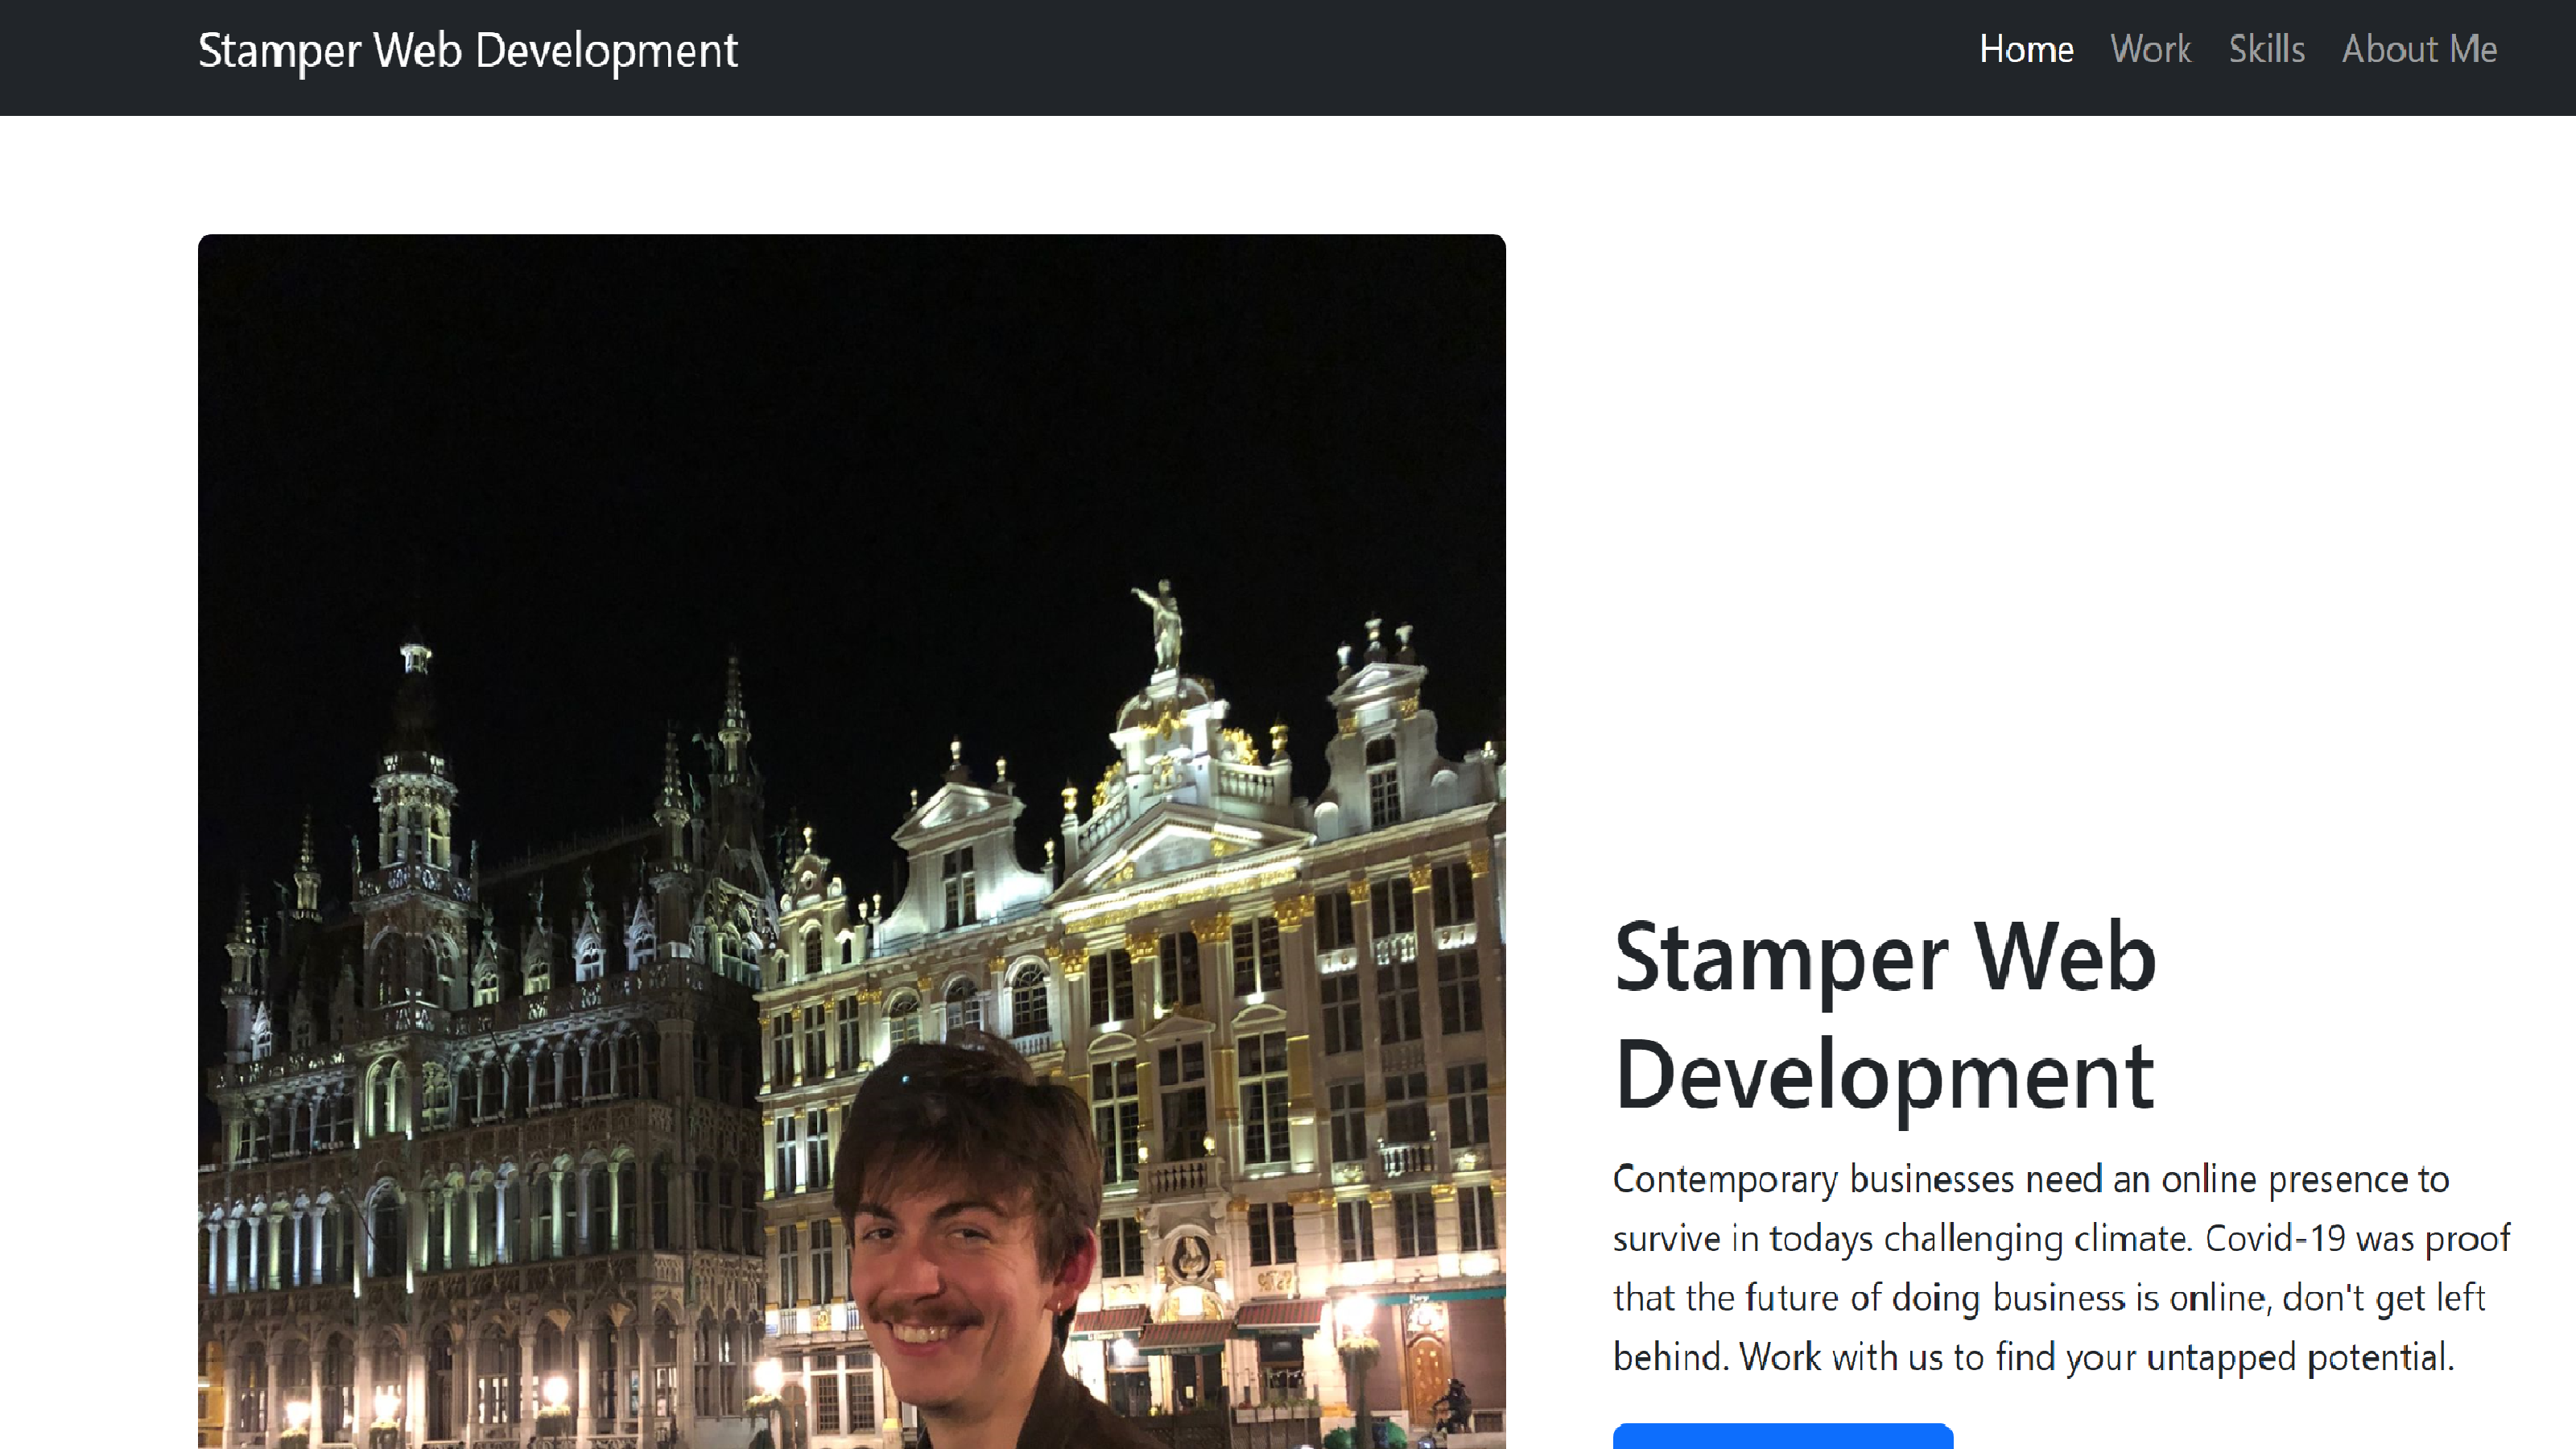 Stamper Web Development
Home Work Skills About Me
Stamper Web
Development
Contemporary businesses need an online presence to
survive in todays challenging climate. Covid-19 was proof
that the future of doing business is online, don't get left
behind. Work with us to find your untapped potential.